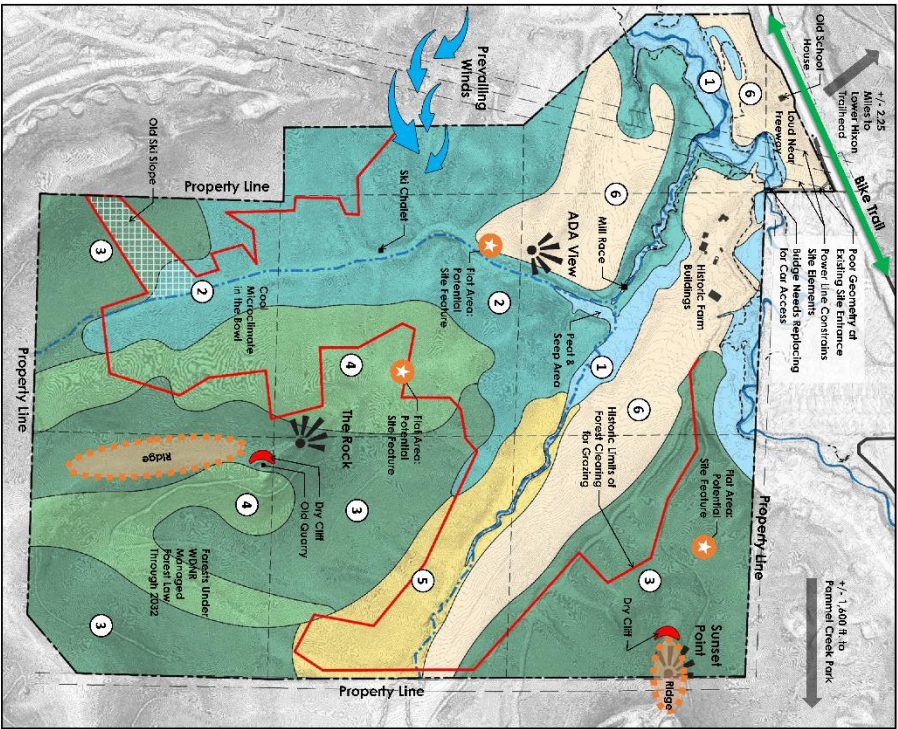 +/- 2.25
Miles to
Lower Hixon
Trailhead
Bike Trail
Old School
House
Loud Near
Freeway
Poor Geometry at
Existing Site Entrance
Power Line Constrains
Site Elements
Bridge Needs Replacing
for Car Access
Prevailing
Winds
1
6
6
Mill Race
ADA View
Historic Farm
Buildings
Property Line
Old Ski Slope
Ski Chalet
Flat Area:
Potential
Site Feature
Peat &
Seep Area
1
2
2
3
Cool
Microclimate
in the Bowl
4
Flat Area:
Potential
Site Feature
6
Historic Limits of
Forest Clearing
for Grazing
Flat Area:
Potential
Site Feature
Property Line
+/- 1,600 ft. to
Pammel Creek Park
Property Line
Ridge
The Rock
Dry Cliff
Old Quarry
3
4
5
3
Dry Cliff
Sunset
Point
Ridge
Forests Under
WDNR
Managed
Forest Law
Through 2032
3
Property Line
Property Line